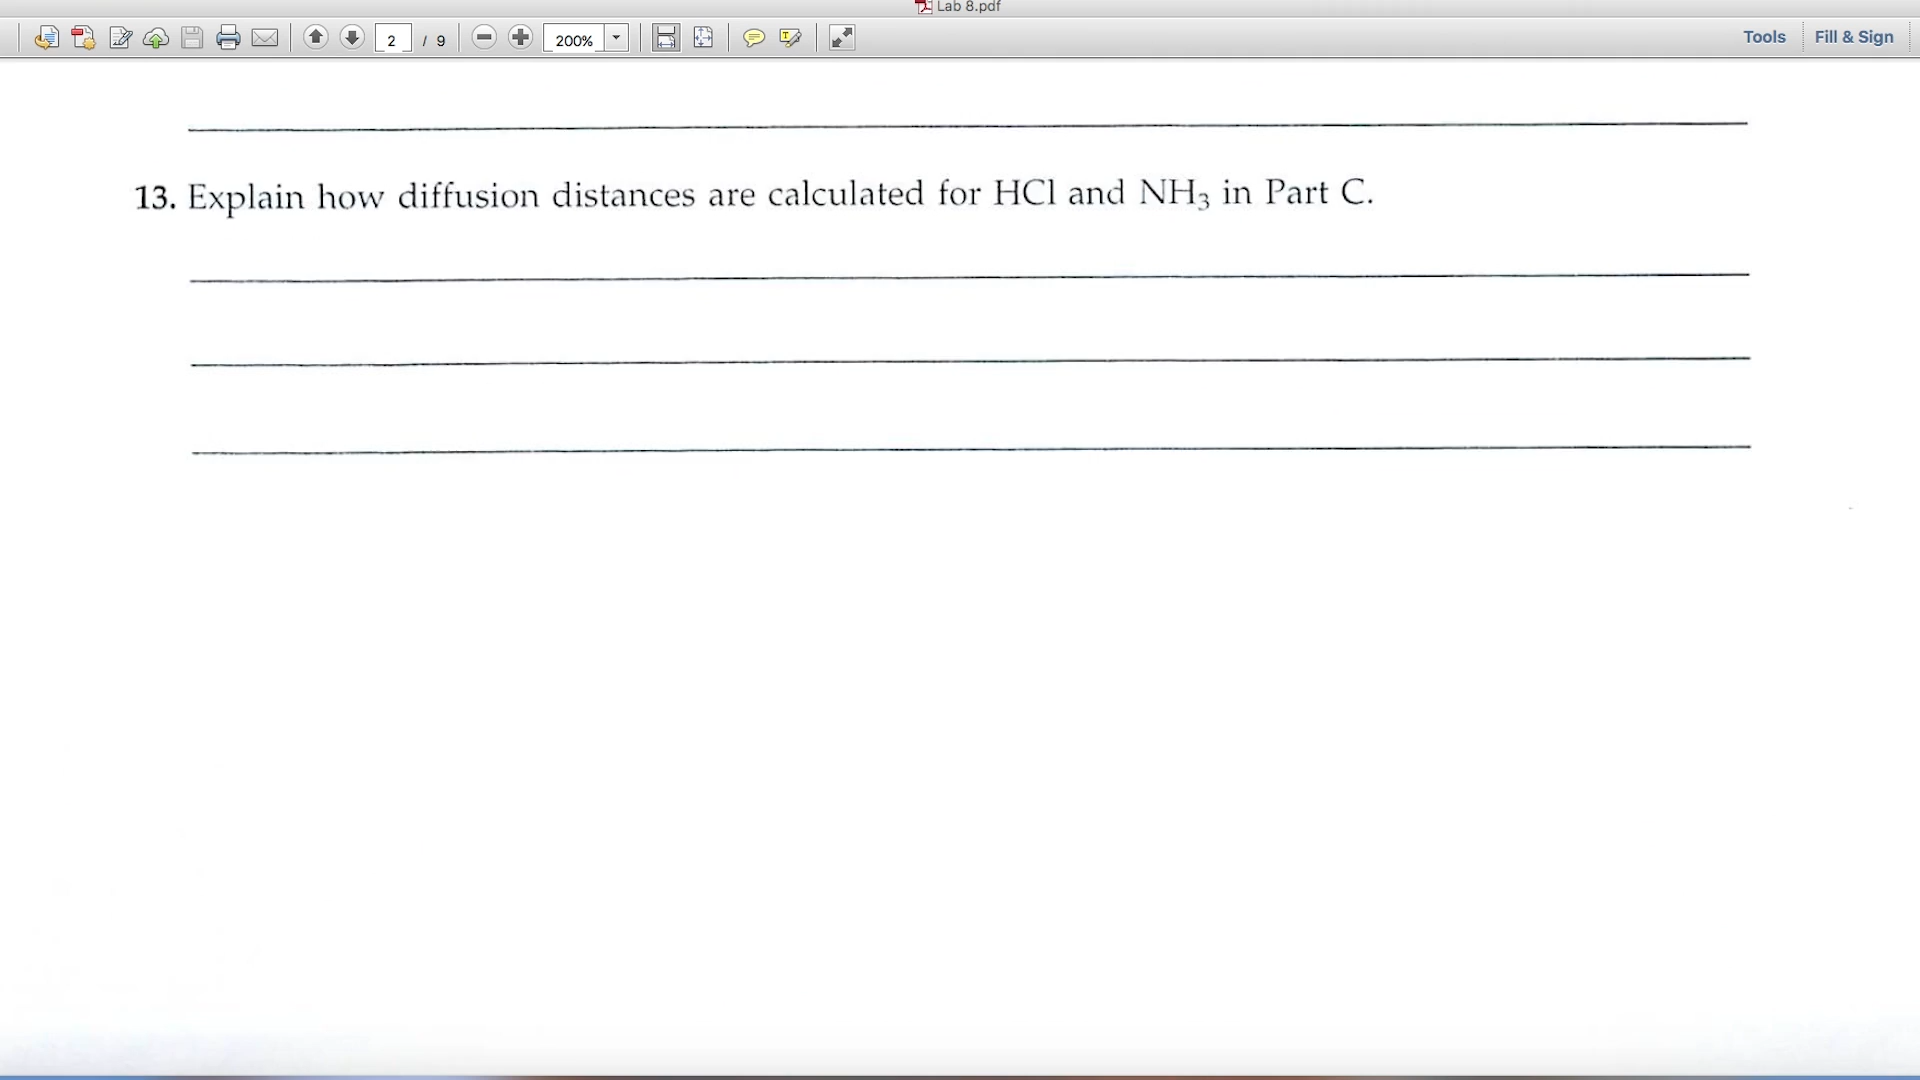 Lab 8.pdf
2 / 9 200% Tools Fill & Sign
13. Explain how diffusion distances are calculated for HCl and NH₃ in Part C.